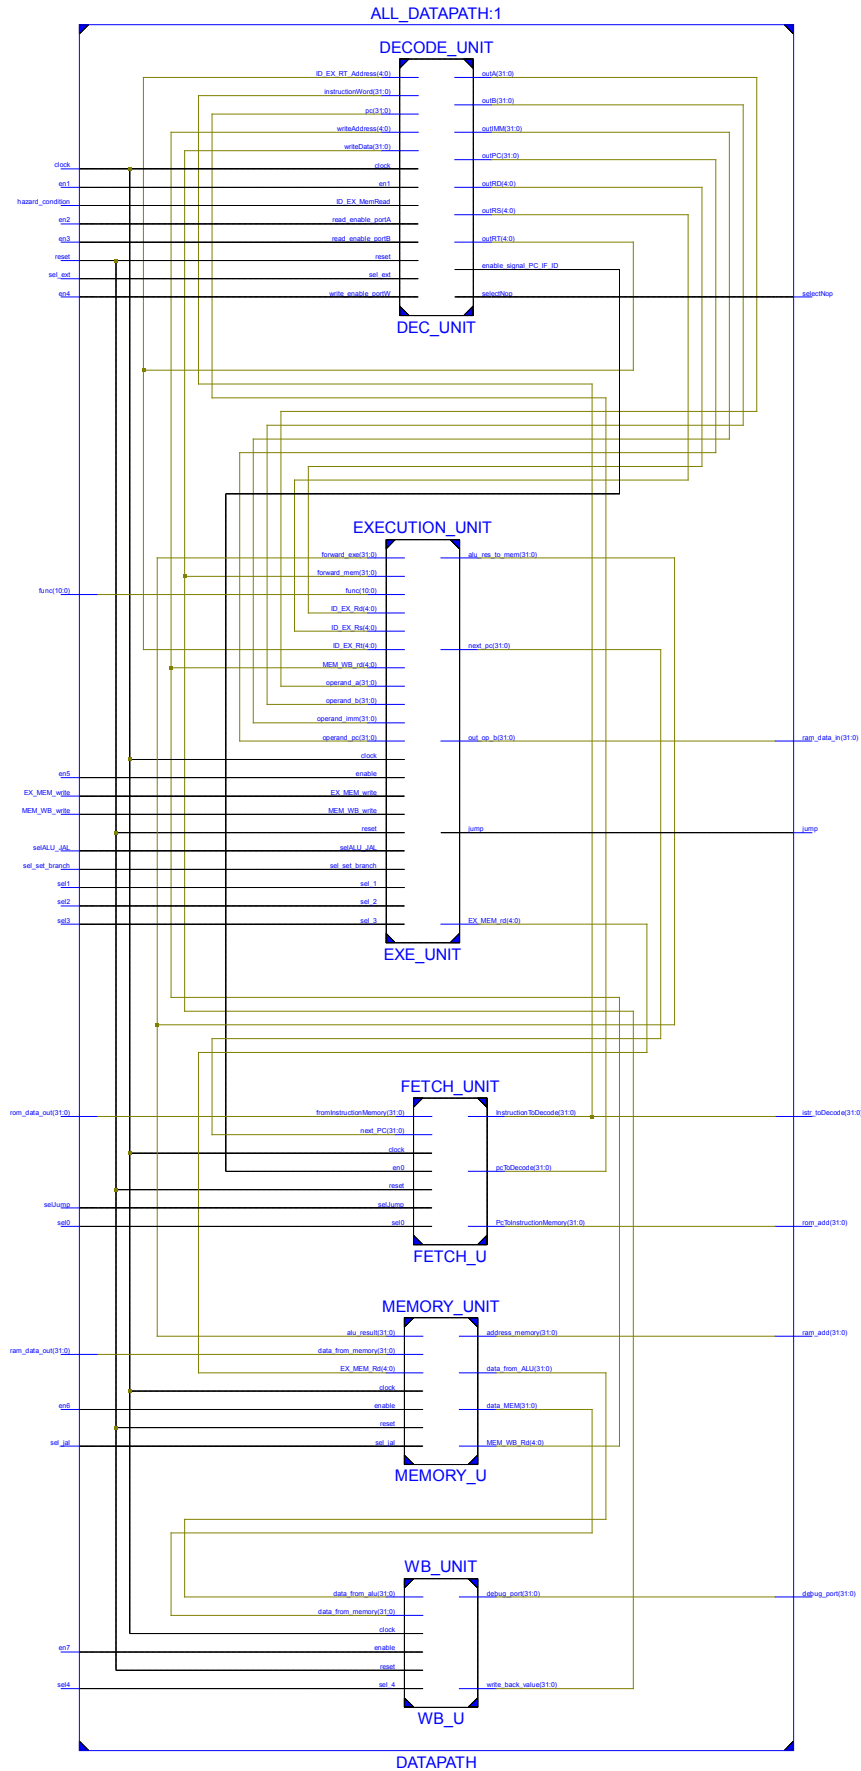 ALL_DATAPATH:1
DECODE_UNIT
ID_EX_RT_Address(4:0)
outA(31:0)
instructionWord(31:0)
outB(31:0)
pc(31:0)
writeAddress(4:0)
outIMM(31:0)
writeData(31:0)
outPC(31:0)
clock
clock
en1
en1
outRD(4:0)
hazard_condition
ID_EX_MemRead
outRS(4:0)
en2
read_enable_portA
en3
read_enable_portB
outRT(4:0)
reset
reset
enable_signal_PC_IF_ID
sel_ext
sel_ext
en4
write_enable_portW
selectNop
selectNop
DEC_UNIT
EXECUTION_UNIT
forward_exe(31:0)
alu_res_to_mem(31:0)
forward_mem(31:0)
func(10:0)
func(10:0)
ID_EX_Rd(4:0)
ID_EX_Rs(4:0)
ID_EX_Rt(4:0)
next_pc(31:0)
MEM_WB_rd(4:0)
operand_a(31:0)
operand_b(31:0)
operand_imm(31:0)
operand_pc(31:0)
out_op_b(31:0)
ram_data_in(31:0)
clock
en5
enable
EX_MEM_write
EX_MEM_write
MEM_WB_write
MEM_WB_write
reset
jump
jump
selALU_JAL
selALU_JAL
sel_set_branch
sel_set_branch
sel1
sel_1
sel2
sel_2
sel3
sel_3
EX_MEM_rd(4:0)
EXE_UNIT
FETCH_UNIT
rom_data_out(31:0)
fromInstructionMemory(31:0)
InstructionToDecode(31:0)
istr_toDecode(31:0)
next_PC(31:0)
clock
en0
pcToDecode(31:0)
reset
selJump
selJump
sel0
sel0
PcToInstructionMemory(31:0)
rom_add(31:0)
FETCH_U
MEMORY_UNIT
alu_result(31:0)
address_memory(31:0)
ram_add(31:0)
ram_data_out(31:0)
data_from_memory(31:0)
EX_MEM_Rd(4:0)
data_from_ALU(31:0)
clock
en6
enable
data_MEM(31:0)
reset
sel_jal
sel_jal
MEM_WB_Rd(4:0)
MEMORY_U
WB_UNIT
data_from_alu(31:0)
debug_port(31:0)
debug_port(31:0)
data_from_memory(31:0)
clock
en7
enable
reset
sel4
sel_4
write_back_value(31:0)
WB_U
DATAPATH